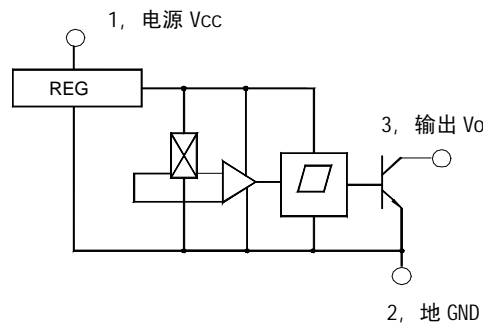 1, 电源 Vcc
REG
3, 输出 Vo
2, 地 GND